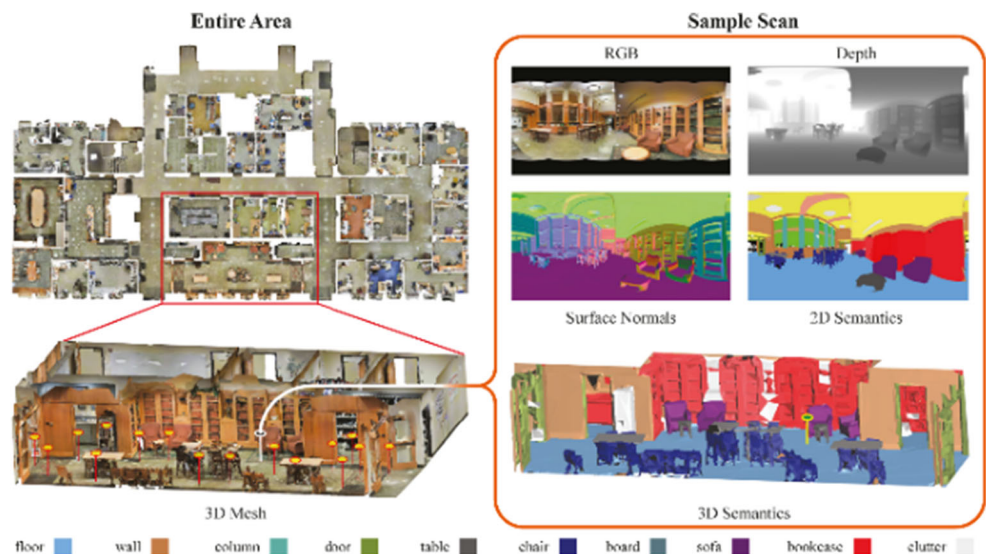 Entire Area
Sample Scan
RGB Depth
Surface Normals 2D Semantics
3D Mesh
3D Semantics
floor wall column door table chair board sofa bookcase clutter